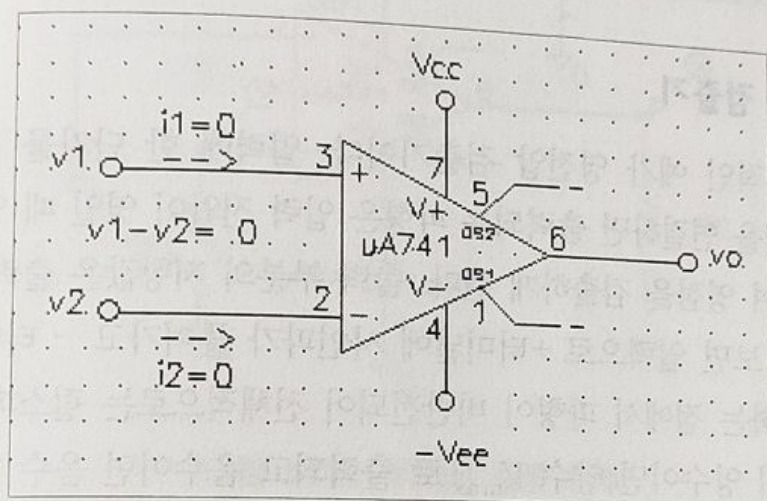 Vcc
i1=0
-->
v1
3
+
7
5
V+
os2
v1-v2= 0
uA741
6
vo
os1
V-
v2
2
-
4
1
-->
i2=0
-Vee